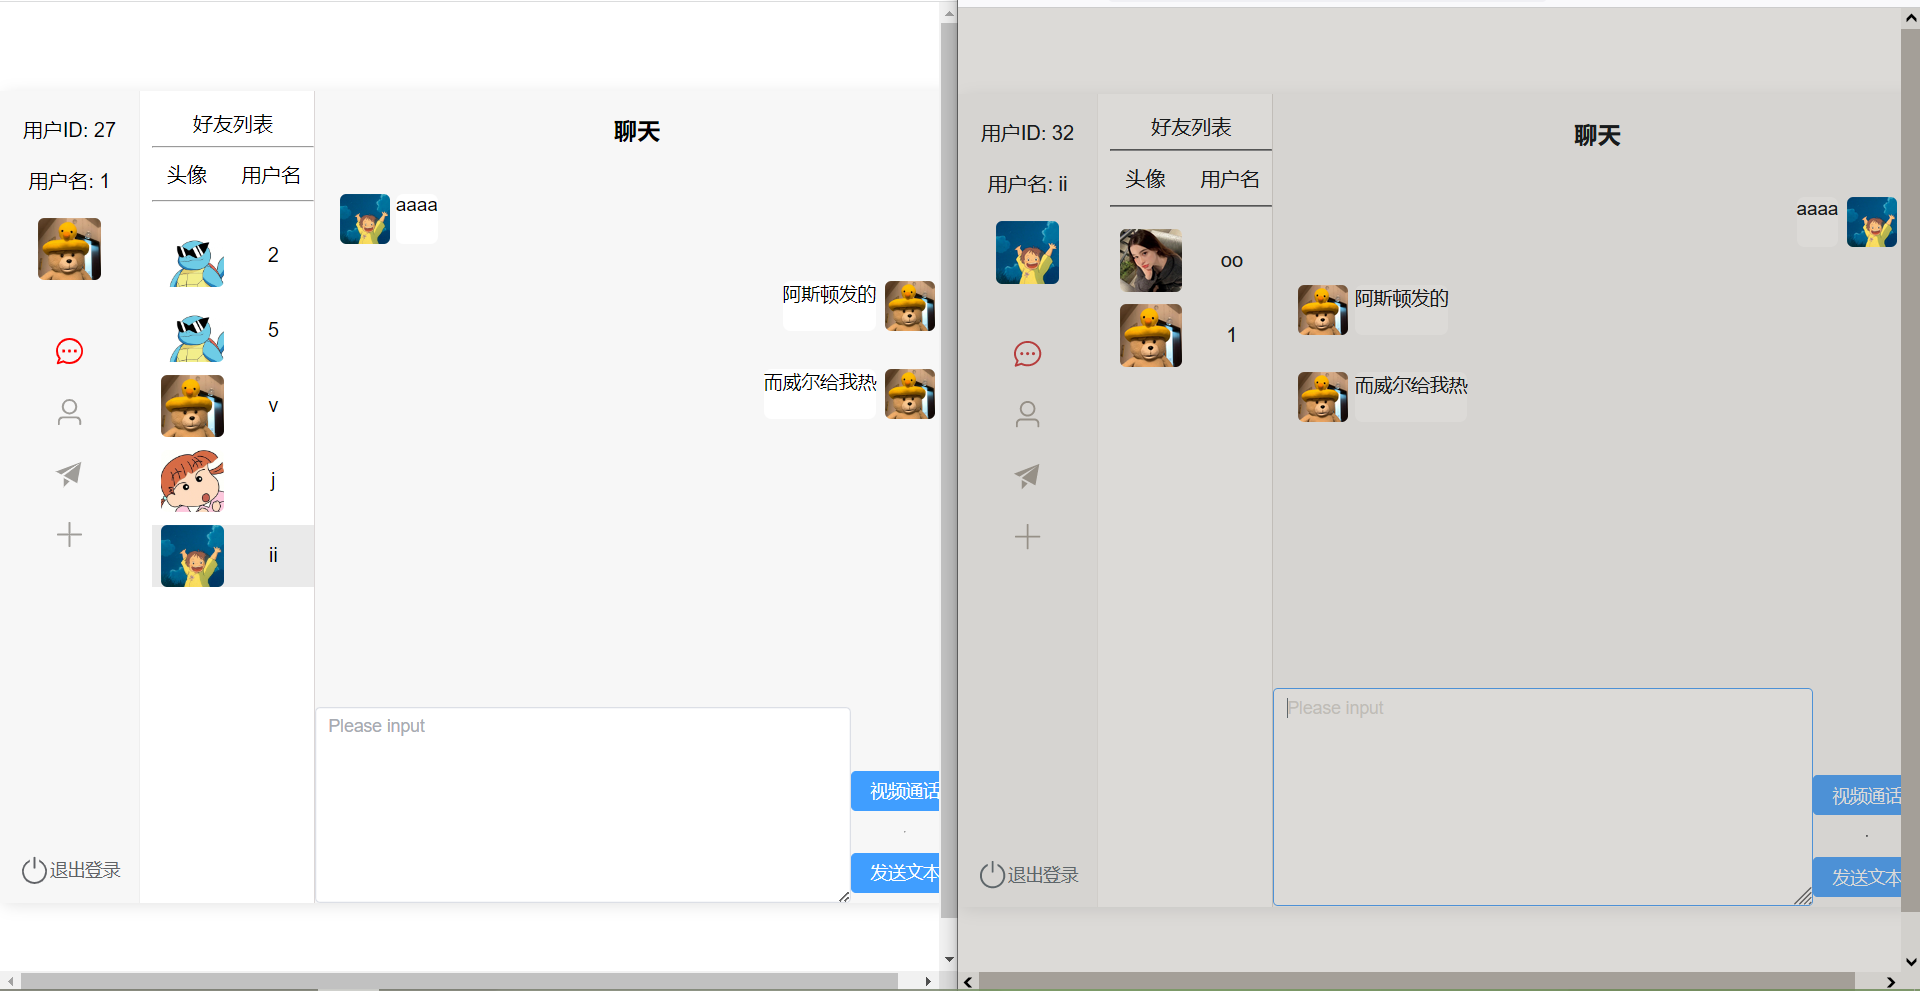 用户ID: 27
用户名: 1
退出登录
好友列表
头像 用户名
2
5
v
j
ii
聊天
aaaa
阿斯顿发的
而威尔给我热
Please input
视频通话
发送文本
用户ID: 32
用户名: ii
退出登录
好友列表
头像 用户名
oo
1
聊天
aaaa
阿斯顿发的
而威尔给我热
Please input
视频通话
发送文本